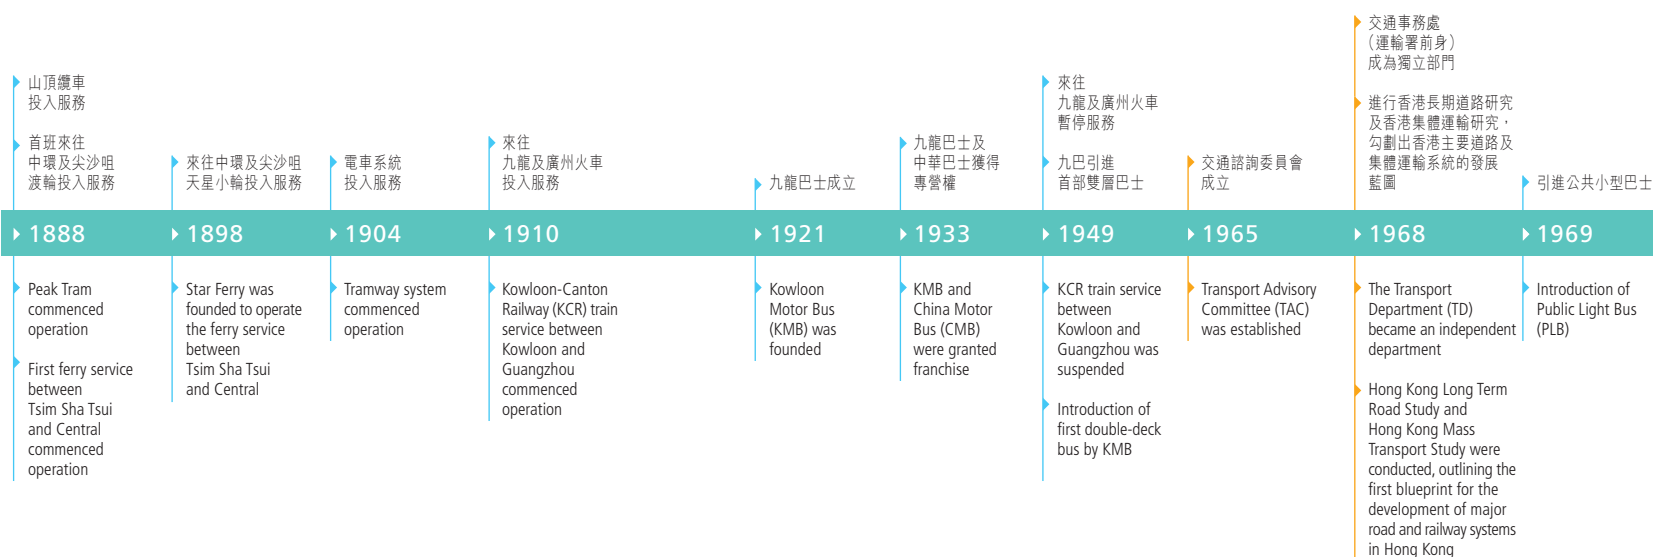 山頂纜車
投入服務
首班來往
中環及尖沙咀
渡輪投入服務
來往中環及尖沙咀
天星小輪投入服務
電車系統
投入服務
來往
九龍及廣州火車
投入服務
九龍巴士成立
九龍巴士及
中華巴士獲得
專營權
來往
九龍及廣州火車
暫停服務
九巴引進
首部雙層巴士
交通諮詢委員會
成立
交通事務處
(運輸署前身)
成為獨立部門
進行香港長期道路研究
及香港集體運輸研究，
勾劃出香港主要道路及
集體運輸系統的發展
藍圖
引進公共小型巴士
1888
1898
1904
1910
1921
1933
1949
1965
1968
1969
Peak Tram
commenced
operation
First ferry service
between
Tsim Sha Tsui
and Central
commenced
operation
Star Ferry was
founded to operate
the ferry service
between
Tsim Sha Tsui
and Central
Tramway system
commenced
operation
Kowloon-Canton
Railway (KCR) train
service between
Kowloon and
Guangzhou
commenced
operation
Kowloon
Motor Bus
(KMB) was
founded
KMB and
China Motor
Bus (CMB)
were granted
franchise
KCR train service
between
Kowloon and
Guangzhou was
suspended
Introduction of
first double-deck
bus by KMB
Transport Advisory
Committee (TAC)
was established
The Transport
Department (TD)
became an independent
department
Hong Kong Long Term
Road Study and
Hong Kong Mass
Transport Study were
conducted, outlining the
first blueprint for the
development of major
road and railway systems
in Hong Kong
Introduction of
Public Light Bus
(PLB)